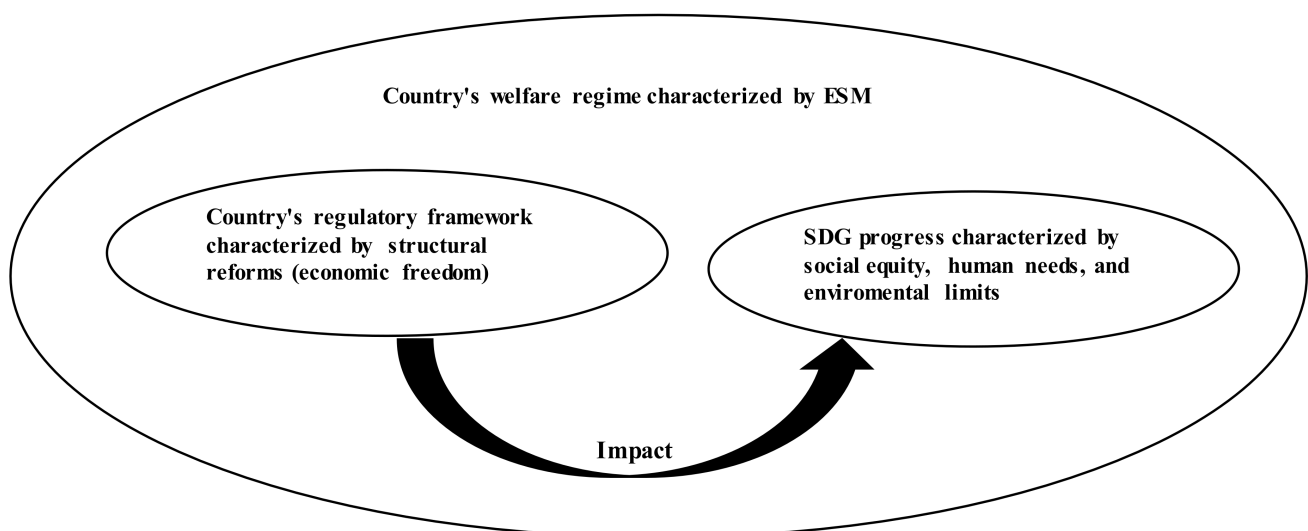 Country's welfare regime characterized by ESM
Country's regulatory framework
characterized by structural
reforms (economic freedom)
SDG progress characterized by
social equity, human needs, and
enviromental limits
Impact